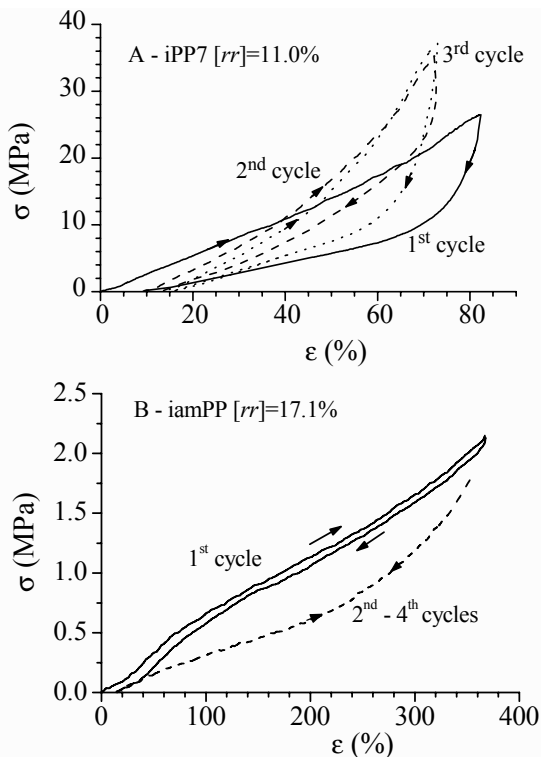 A - iPP7 [rr]=11.0%
3rd cycle
2nd cycle
1st cycle
σ (MPa)
40
30
20
10
0
0 20 40 60 80
ε (%)
B - iamPP [rr]=17.1%
1st cycle
2nd - 4th cycles
σ (MPa)
2.5
2.0
1.5
1.0
0.5
0.0
0 100 200 300 400
ε (%)